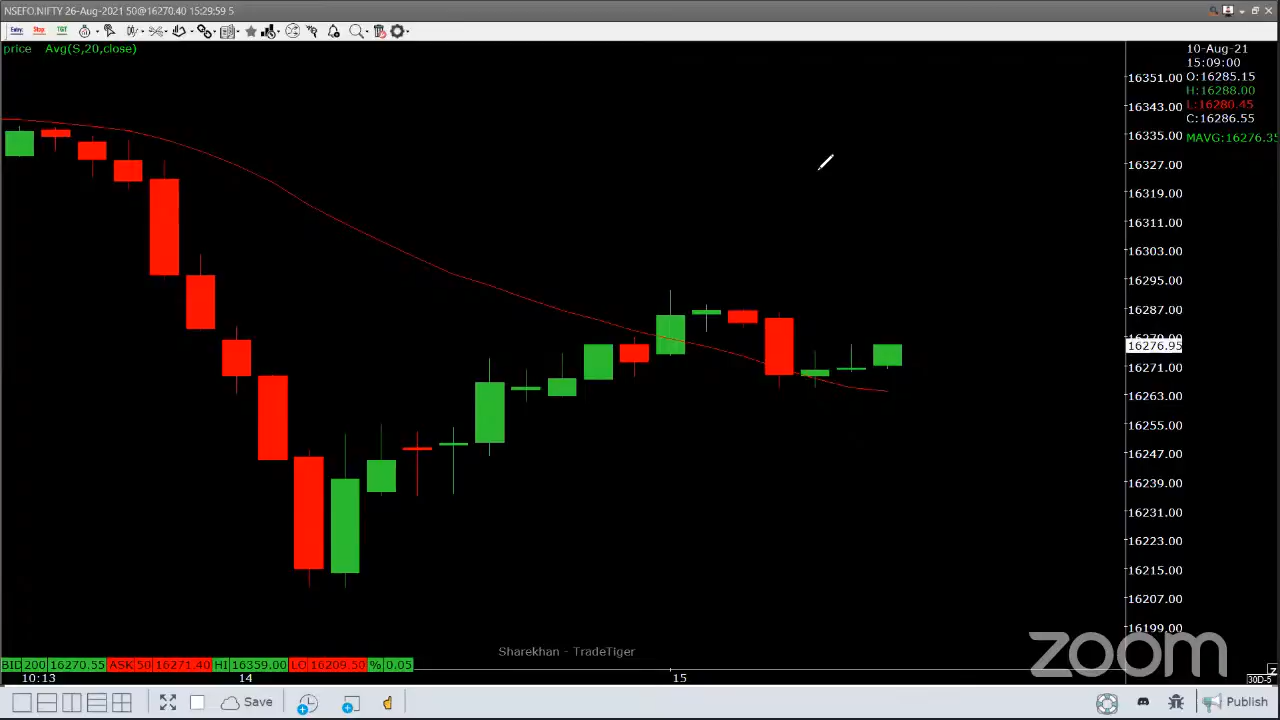 NSEFO.NIFTY 26-Aug-2021 50@16270.40 15:29:59 5
Entry Stop TGT
price Avg(S,20,close)
10-Aug-21
15:09:00
O:16285.15
H:16288.00
L:16280.45
C:16286.55
MAVG:16276.35
16351.00
16343.00
16335.00
16327.00
16319.00
16311.00
16303.00
16295.00
16287.00
16276.95
16271.00
16263.00
16255.00
16247.00
16239.00
16231.00
16223.00
16215.00
16207.00
16199.00
Sharekhan - TradeTiger
zoom
BID 200 16270.55 ASK 50 16271.40 HI 16359.00 LO 16209.50 % 0.05
10:13 14 15 30D-5
Save Publish